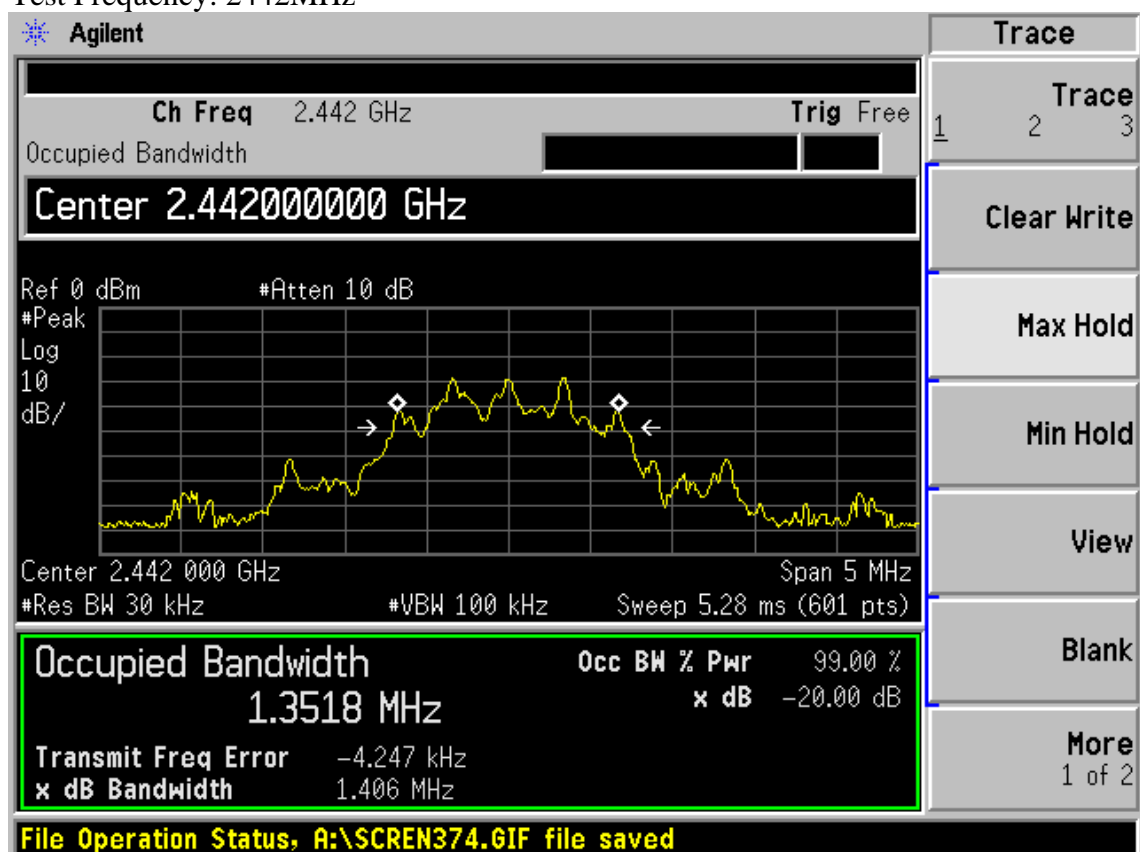 Test Frequency: 2442MHz
Agilent
Trace
Ch Freq 2.442 GHz Trig Free
Occupied Bandwidth
Trace
1 2 3
Center 2.442000000 GHz
Clear Write
Ref 0 dBm #Atten 10 dB
#Peak
Log
10
dB/
Max Hold
Min Hold
View
Center 2.442 000 GHz Span 5 MHz
#Res BW 30 kHz #VBW 100 kHz Sweep 5.28 ms (601 pts)
Occupied Bandwidth Occ BW % Pwr 99.00 %
1.3518 MHz x dB -20.00 dB
Blank
Transmit Freq Error -4.247 kHz
x dB Bandwidth 1.406 MHz
More
1 of 2
File Operation Status, A:\SCREN374.GIF file saved